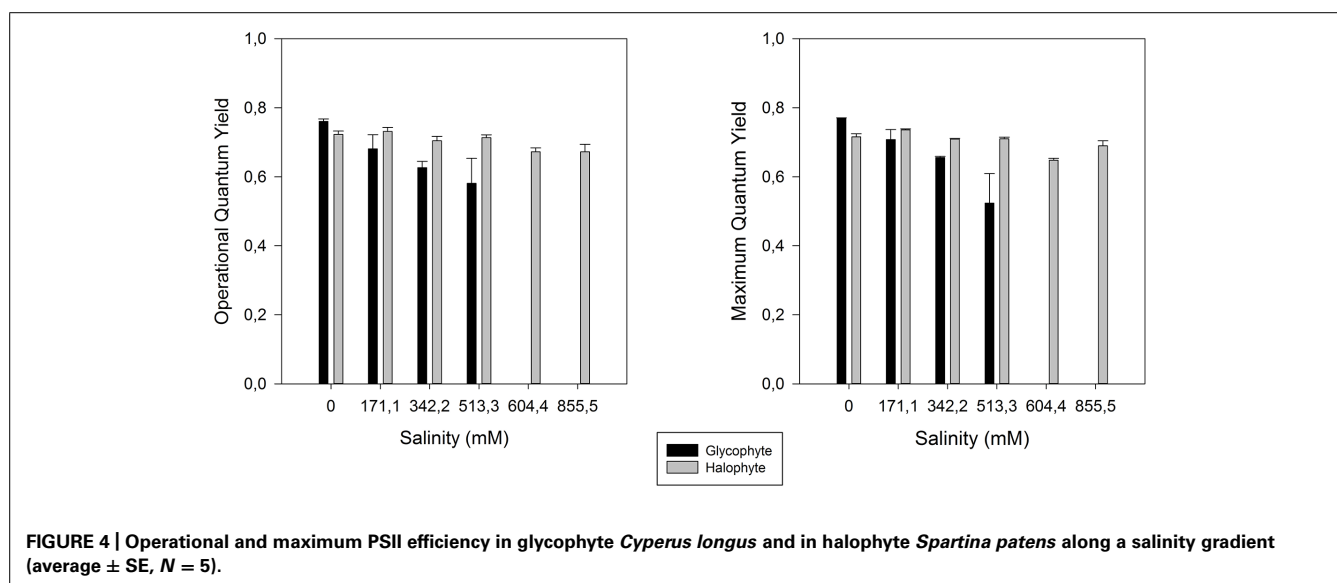 1,0
0,8
0,6
0,4
0,2
0,0
Operational Quantum Yield
0 171,1 342,2 513,3 604,4 855,5
Salinity (mM)
1,0
0,8
0,6
0,4
0,2
0,0
Maximum Quantum Yield
0 171,1 342,2 513,3 604,4 855,5
Salinity (mM)
Glycophyte
Halophyte
FIGURE 4 | Operational and maximum PSII efficiency in glycophyte Cyperus longus and in halophyte Spartina patens along a salinity gradient
(average ± SE, N = 5).